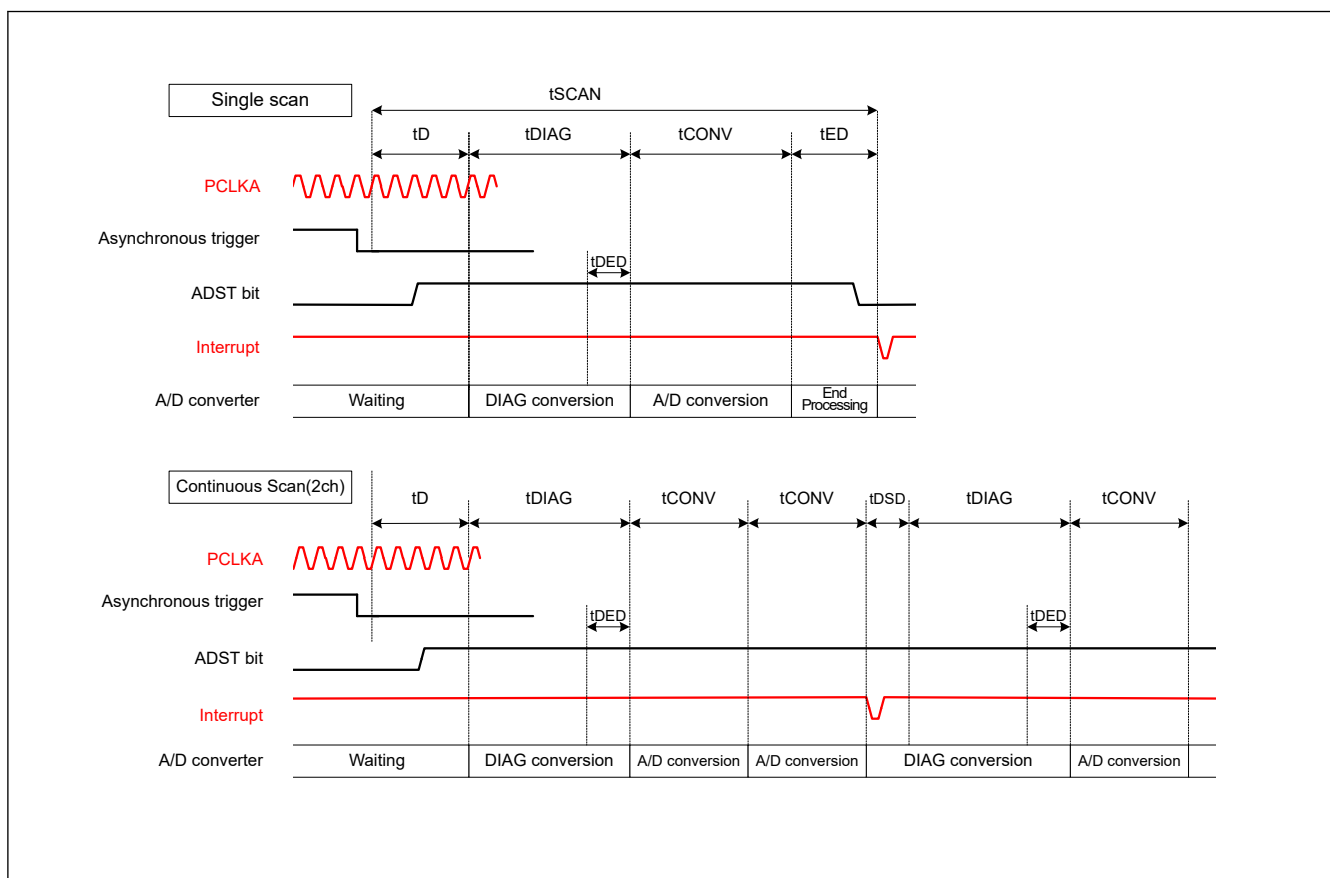 Single scan
tSCAN
tD tDIAG tCONV tED
PCLKA
Asynchronous trigger
tDED
ADST bit
Interrupt
A/D converter Waiting DIAG conversion A/D conversion End
Processing
Continuous Scan(2ch)
tD tDIAG tCONV tCONV tDSD tDIAG tCONV
PCLKA
Asynchronous trigger
tDED tDED
ADST bit
Interrupt
A/D converter Waiting DIAG conversion A/D conversion A/D conversion DIAG conversion A/D conversion